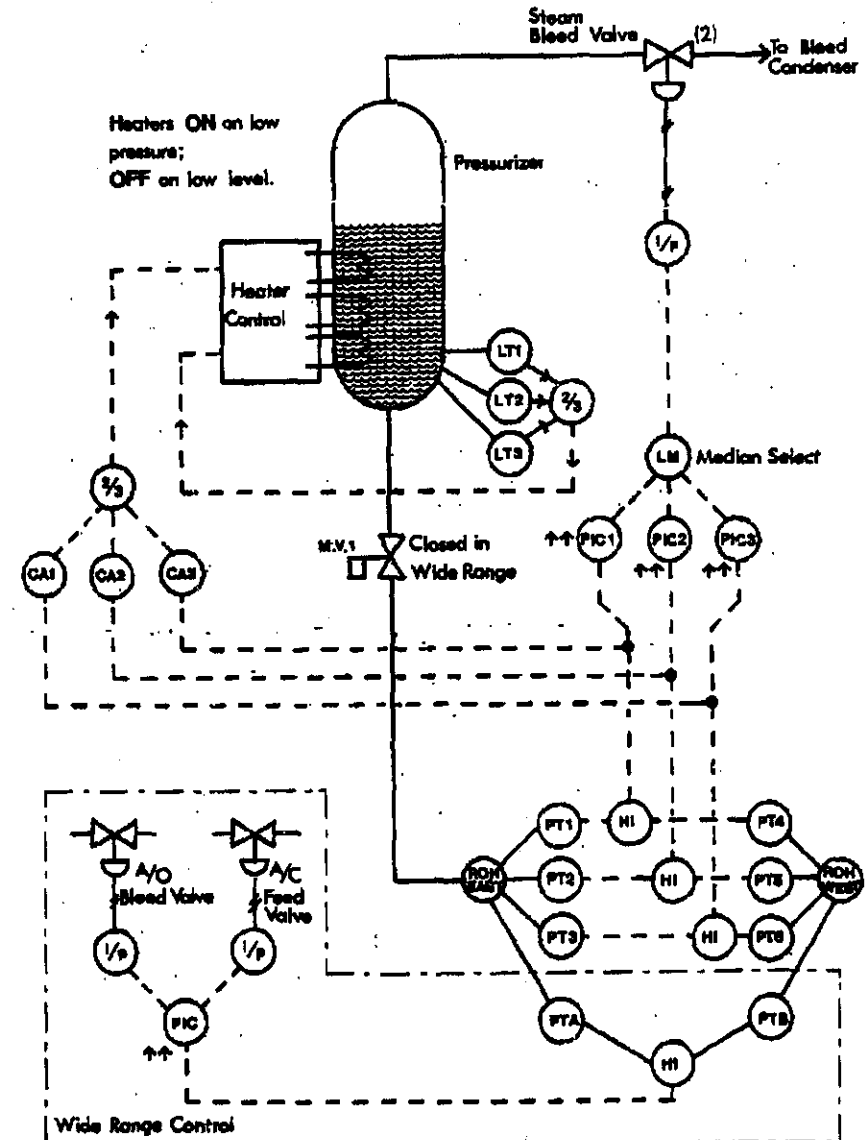 Steam
Bleed Valve
(2)
To Bleed
Condenser
Heaters ON on low
pressure;
OFF on low level.
Pressurizer
I/P
Heater
Control
LT1
LT2
2/3
LT3
LM
Median Select
2/3
M.V.1
Closed in
Wide Range
PIC1
PIC2
PIC3
CA1
CA2
CA3
PT1
HI
PT4
ROH
EAST
PT2
HI
PT5
ROH
WEST
PT3
HI
PT6
A/O
Bleed Valve
A/C
Feed
Valve
I/P
I/P
PIC
PTA
PTB
HI
Wide Range Control